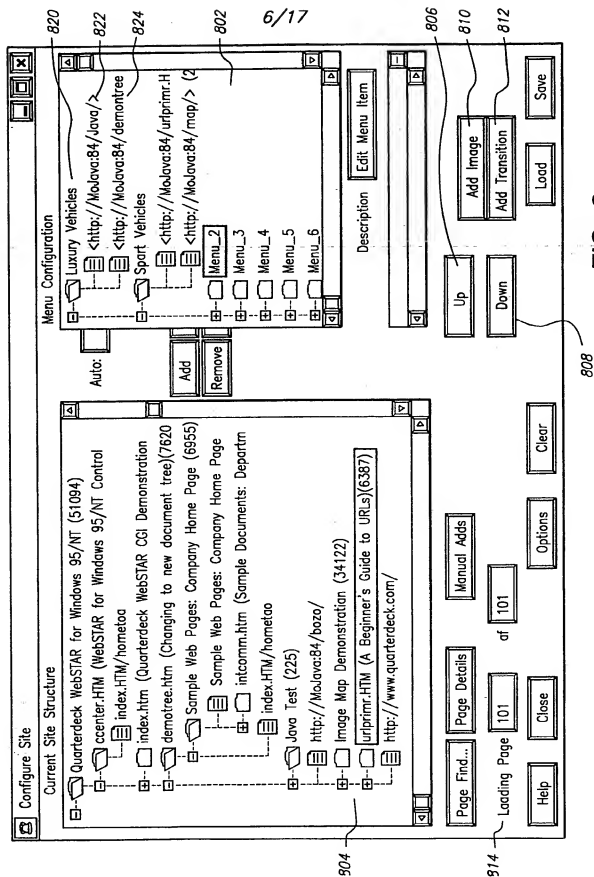 6/17
Configure Site
Current Site Structure
Quarterdeck WebSTAR for Windows 95/NT (51094)
ccenter.HTM (WebSTAR for Windows 95/NT Control
index.HTM/hometoa
index.htm (Quarterdeck WebSTAR CGI Demonstration
demotree.htm (Changing to new document tree)(7620
Sample Web Pages: Company Home Page (6955)
Sample Web Pages: Company Home Page
intcomm.htm (Sample Documents: Departm
index.HTM/hometao
Java Test (225)
http://MoJava:84/bozo/
Image Map Demonstration (34122)
urlprimr.HTM (A Beginner's Guide to URLs)(6387)
http://www.quarterdeck.com/
804
Page Find...
Page Details
Manual Adds
814
Loading Page
101
of
101
Help
Close
Options
Clear
Auto:
Add
Remove
Menu Configuration
Luxury Vehicles
<http://MoJava:84/Java/>
<http://MoJava:84/demontree
Sport Vehicles
<http://MoJava:84/urlprimr.H
<http://MoJava:84/map/> (2
Menu_2
Menu_3
Menu_4
Menu_5
Menu_6
820
822
824
802
Edit Menu Item
Description
Up
Down
806
808
Add Image
Add Transition
810
812
Load
Save